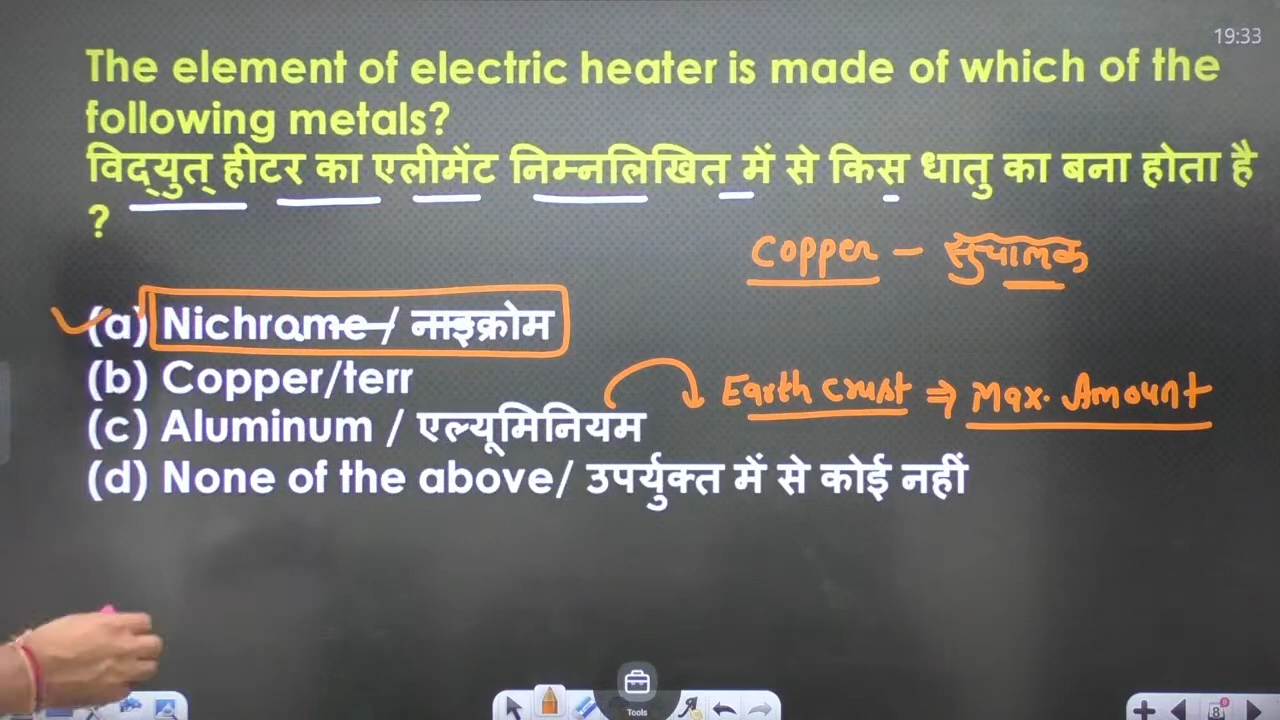 19:33
The element of electric heater is made of which of the
following metals?
विद्युत् हीटर का एलीमेंट निम्नलिखित में से किस धातु का बना होता है
?
Copper - सुचालक
(a) Nichrome / नाइक्रोम
(b) Copper/terr
Earth crust ⇒ Max. Amount
(c) Aluminum / एल्यूमिनियम
(d) None of the above/ उपर्युक्त में से कोई नहीं
Tools
8